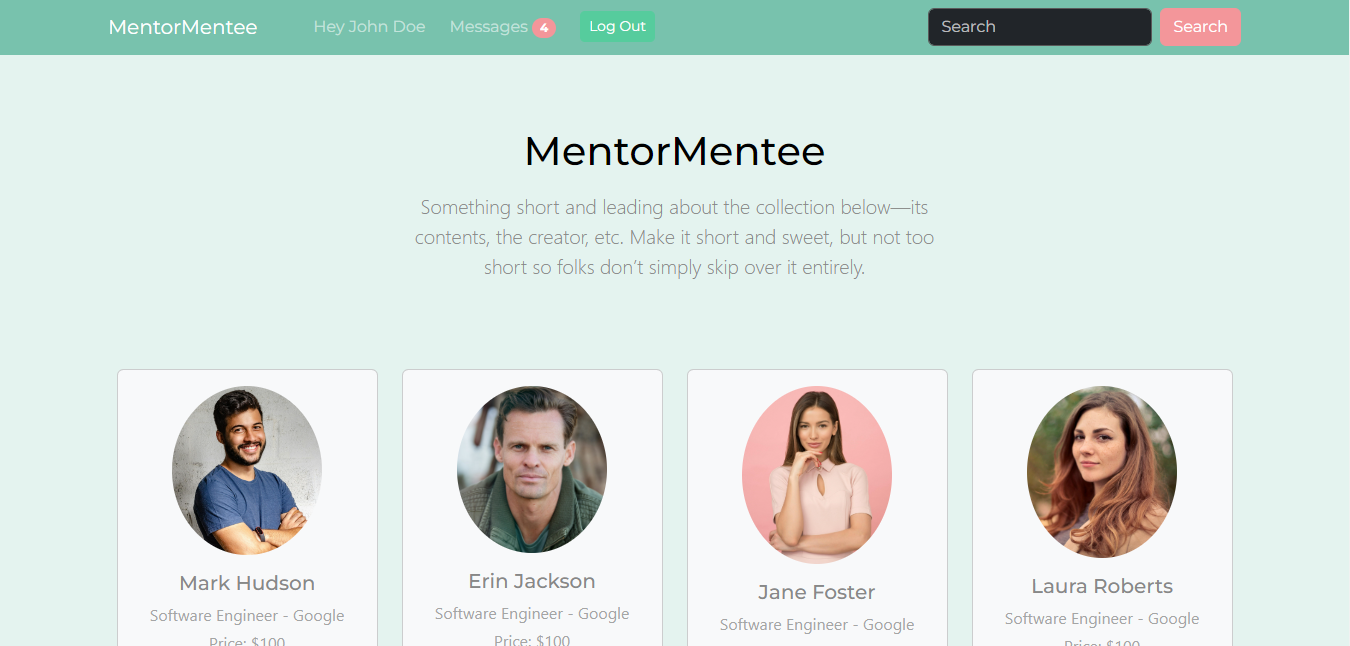 MentorMentee Hey John Doe Messages 4 Log Out Search Search
MentorMentee
Something short and leading about the collection below—its
contents, the creator, etc. Make it short and sweet, but not too
short so folks don’t simply skip over it entirely.
Mark Hudson
Software Engineer - Google
Price: $100
Erin Jackson
Software Engineer - Google
Price: $100
Jane Foster
Software Engineer - Google
Laura Roberts
Software Engineer - Google
Price: $100